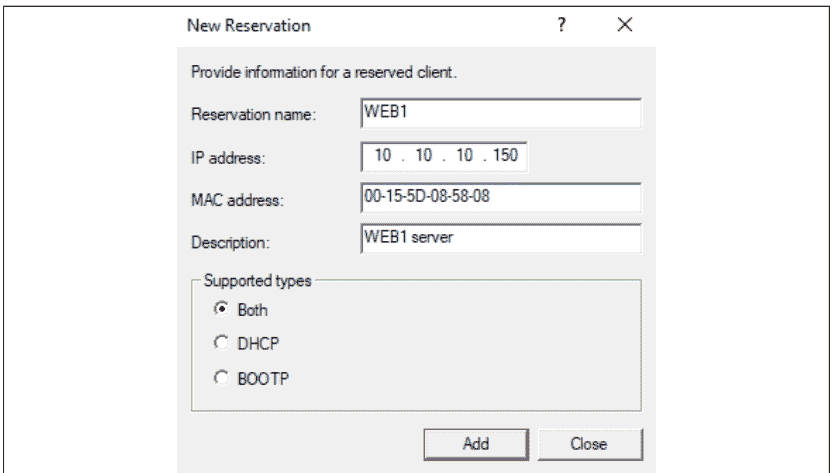 New Reservation ? ×
Provide information for a reserved client.
Reservation name: WEB1
IP address: 10 . 10 . 10 . 150
MAC address: 00-15-5D-08-58-08
Description: WEB1 server
Supported types
Both
DHCP
BOOTP
Add Close